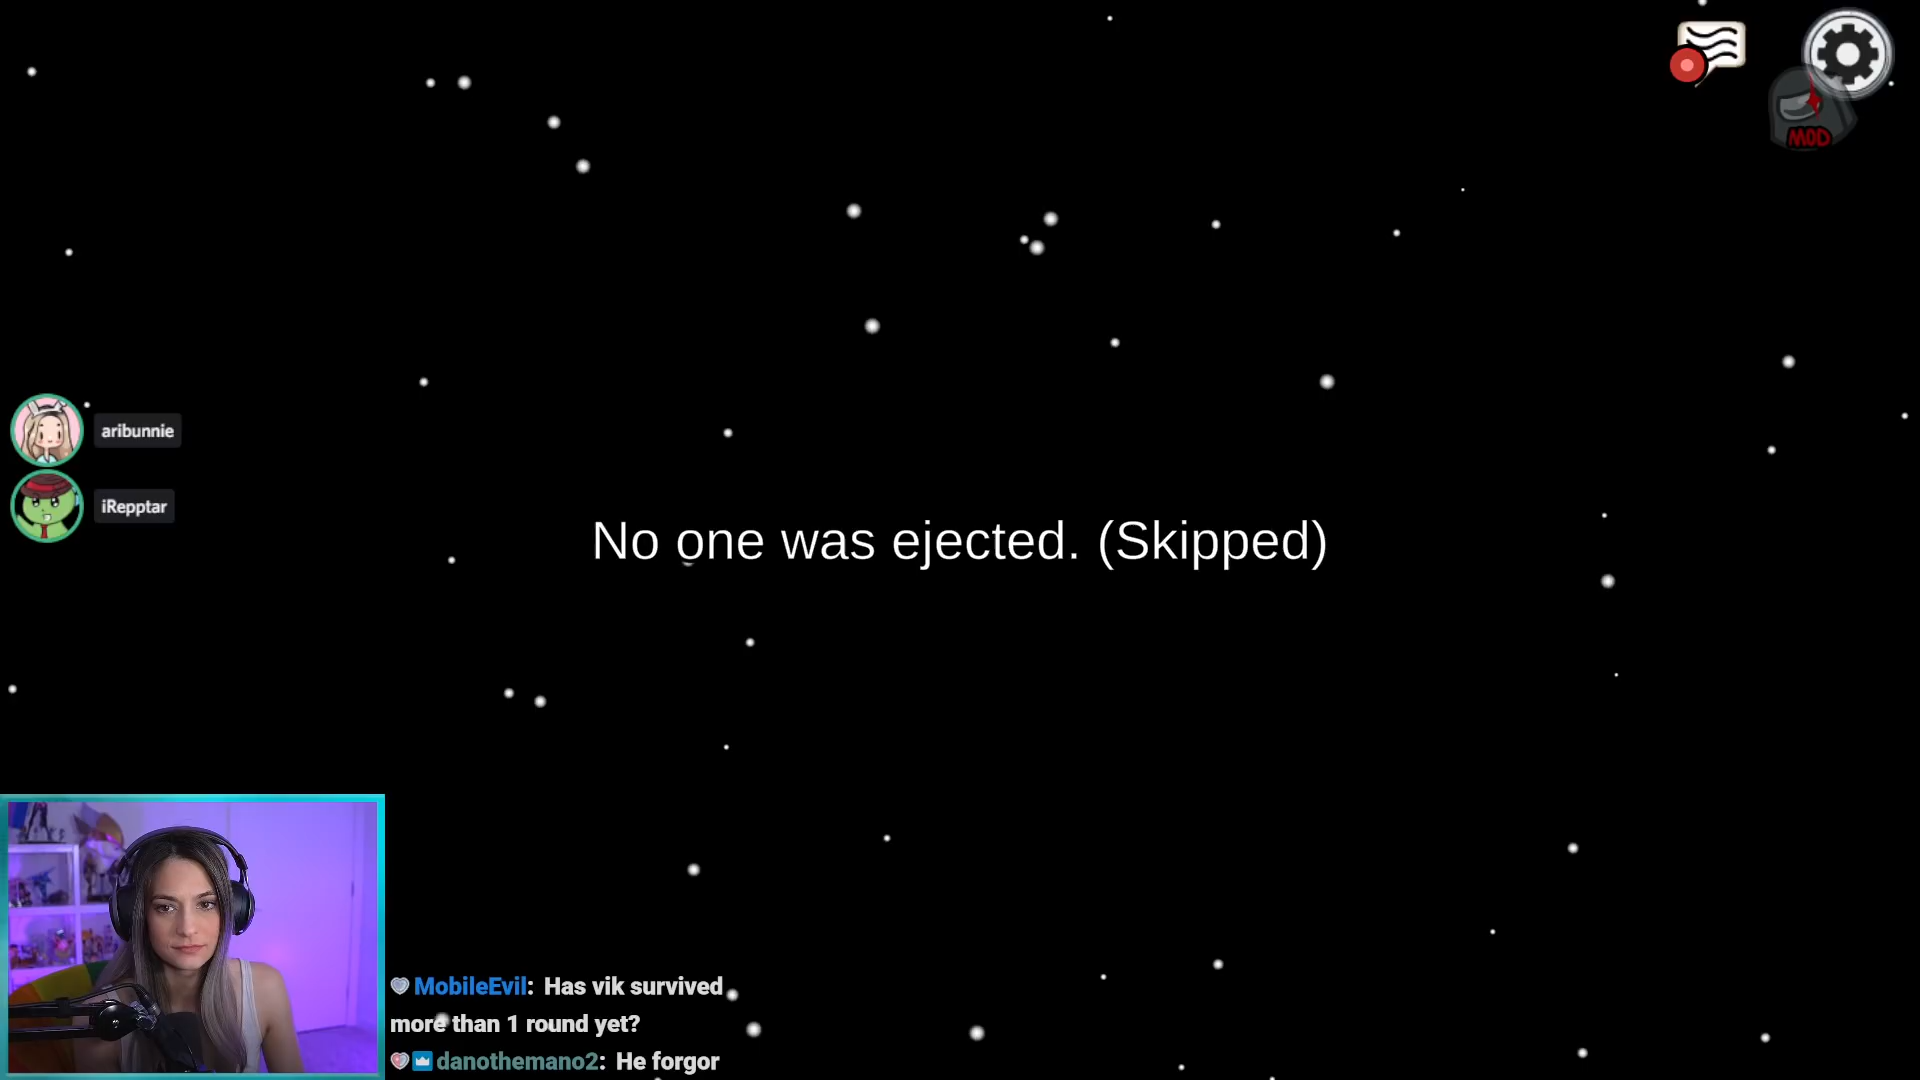 MOD
aribunnie
iRepptar
No one was ejected. (Skipped)
MobileEvil: Has vik survived
more than 1 round yet?
danothemano2: He forgor